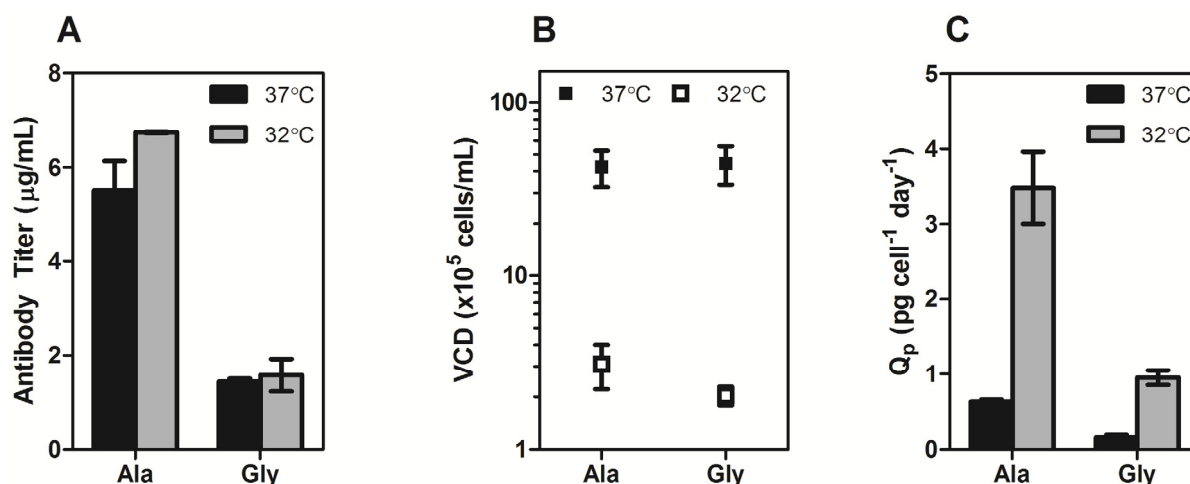 A
Antibody Titer (μg/mL)
8
6
4
2
0
37°C
32°C
Ala Gly
B
VCD (x10⁵ cells/mL)
100
10
1
37°C 32°C
Ala Gly
C
Qₚ (pg cell⁻¹ day⁻¹)
5
4
3
2
1
0
37°C
32°C
Ala Gly